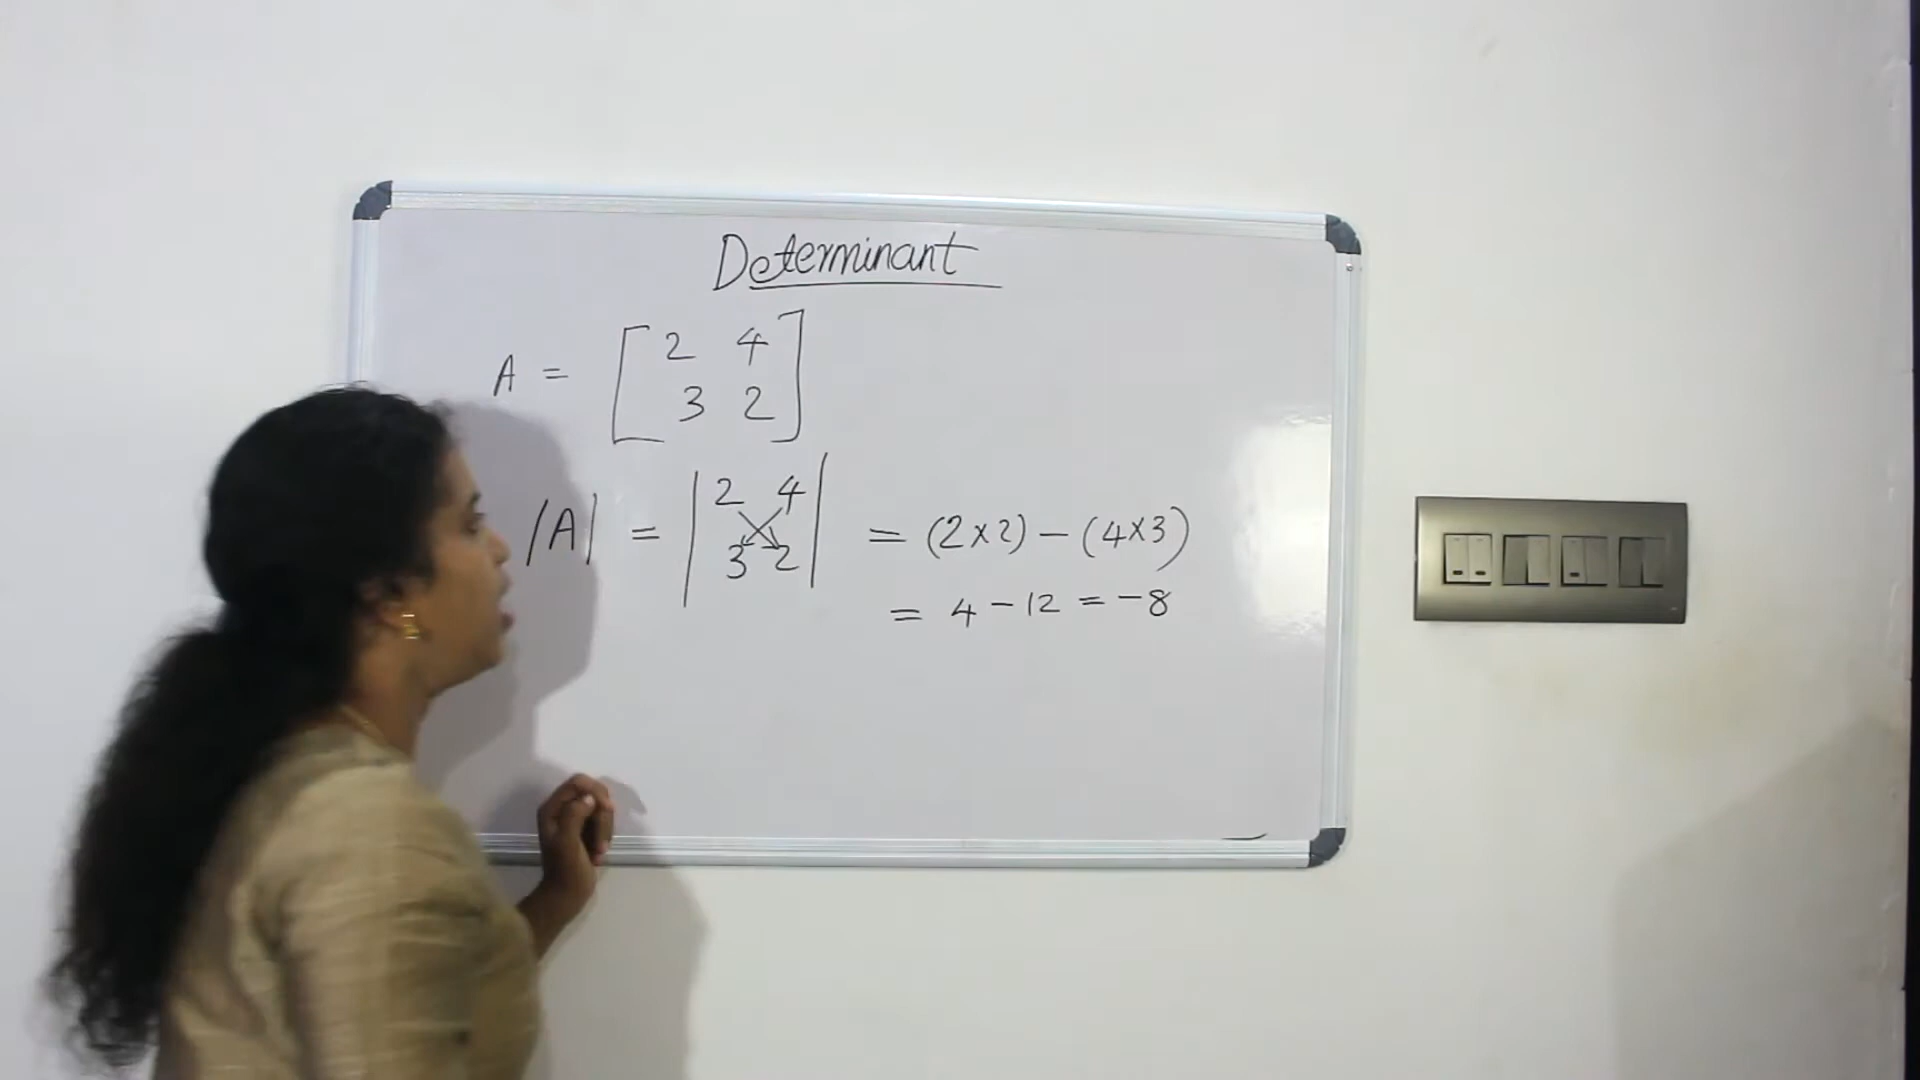 Determinant
A = [ 2 4
3 2 ]
|A| = | 2 4
3 2 | = (2×2) – (4×3)
= 4 – 12 = –8